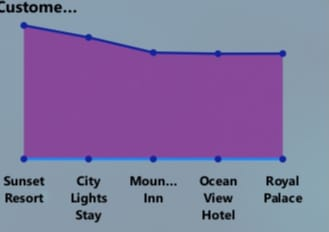 Custome...
Sunset
Resort
City
Lights
Stay
Moun...
Inn
Ocean
View
Hotel
Royal
Palace